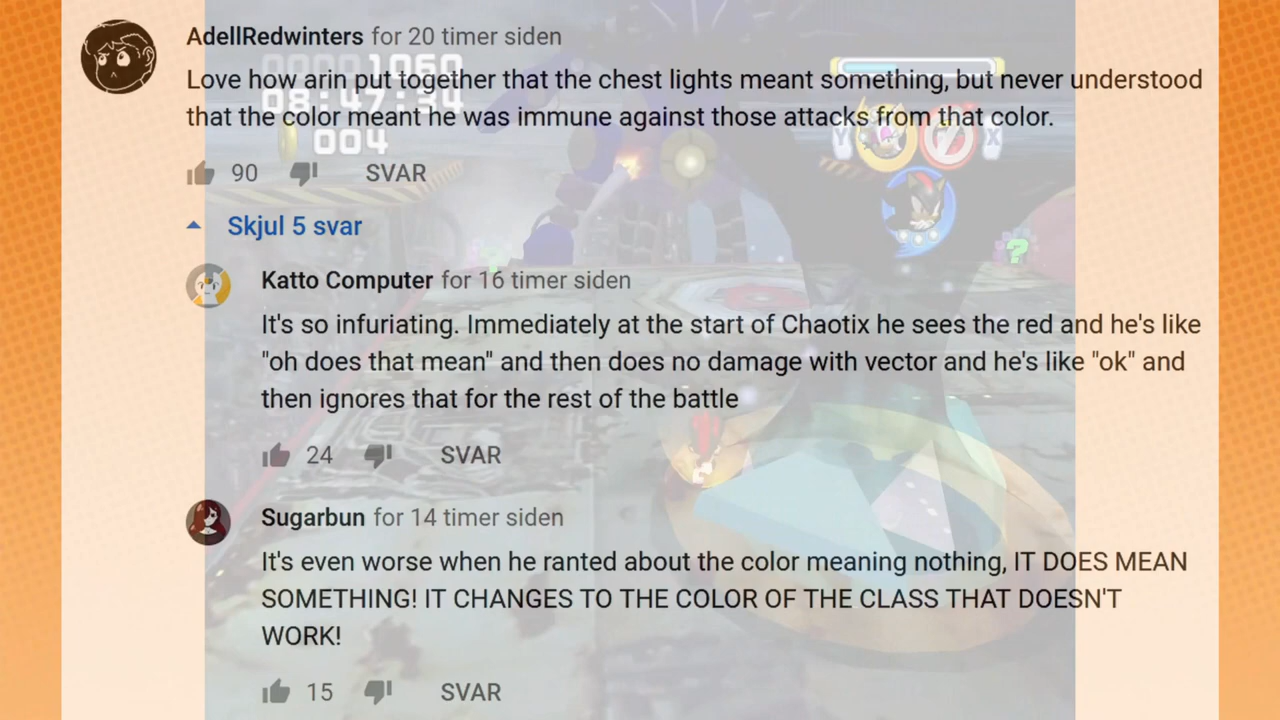 AdellRedwinters for 20 timer siden
Love how arin put together that the chest lights meant something, but never understood
that the color meant he was immune against those attacks from that color.
90 SVAR
Skjul 5 svar
Katto Computer for 16 timer siden
It's so infuriating. Immediately at the start of Chaotix he sees the red and he's like
"oh does that mean" and then does no damage with vector and he's like "ok" and
then ignores that for the rest of the battle
24 SVAR
Sugarbun for 14 timer siden
It's even worse when he ranted about the color meaning nothing, IT DOES MEAN
SOMETHING! IT CHANGES TO THE COLOR OF THE CLASS THAT DOESN'T
WORK!
15 SVAR
08:47:34
004
Y X